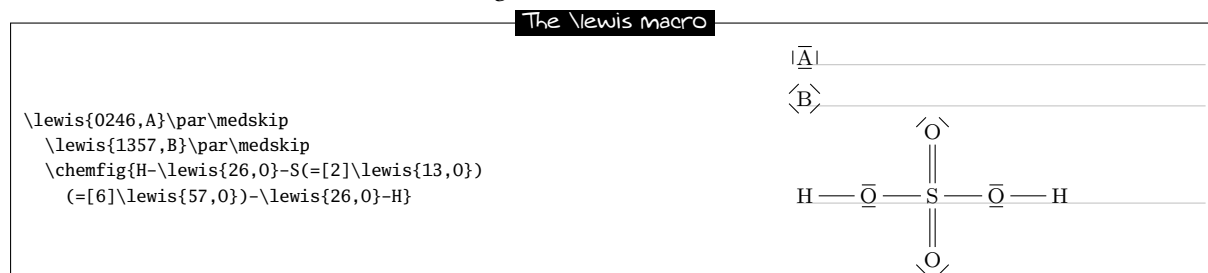 The \lewis macro
\lewis{0246,A}\par\medskip
\lewis{1357,B}\par\medskip
\chemfig{H-\lewis{26,O}-S(=[2]\lewis{13,O})
(=[6]\lewis{57,O})-\lewis{26,O}-H}
A
B
O
H O S O H
O